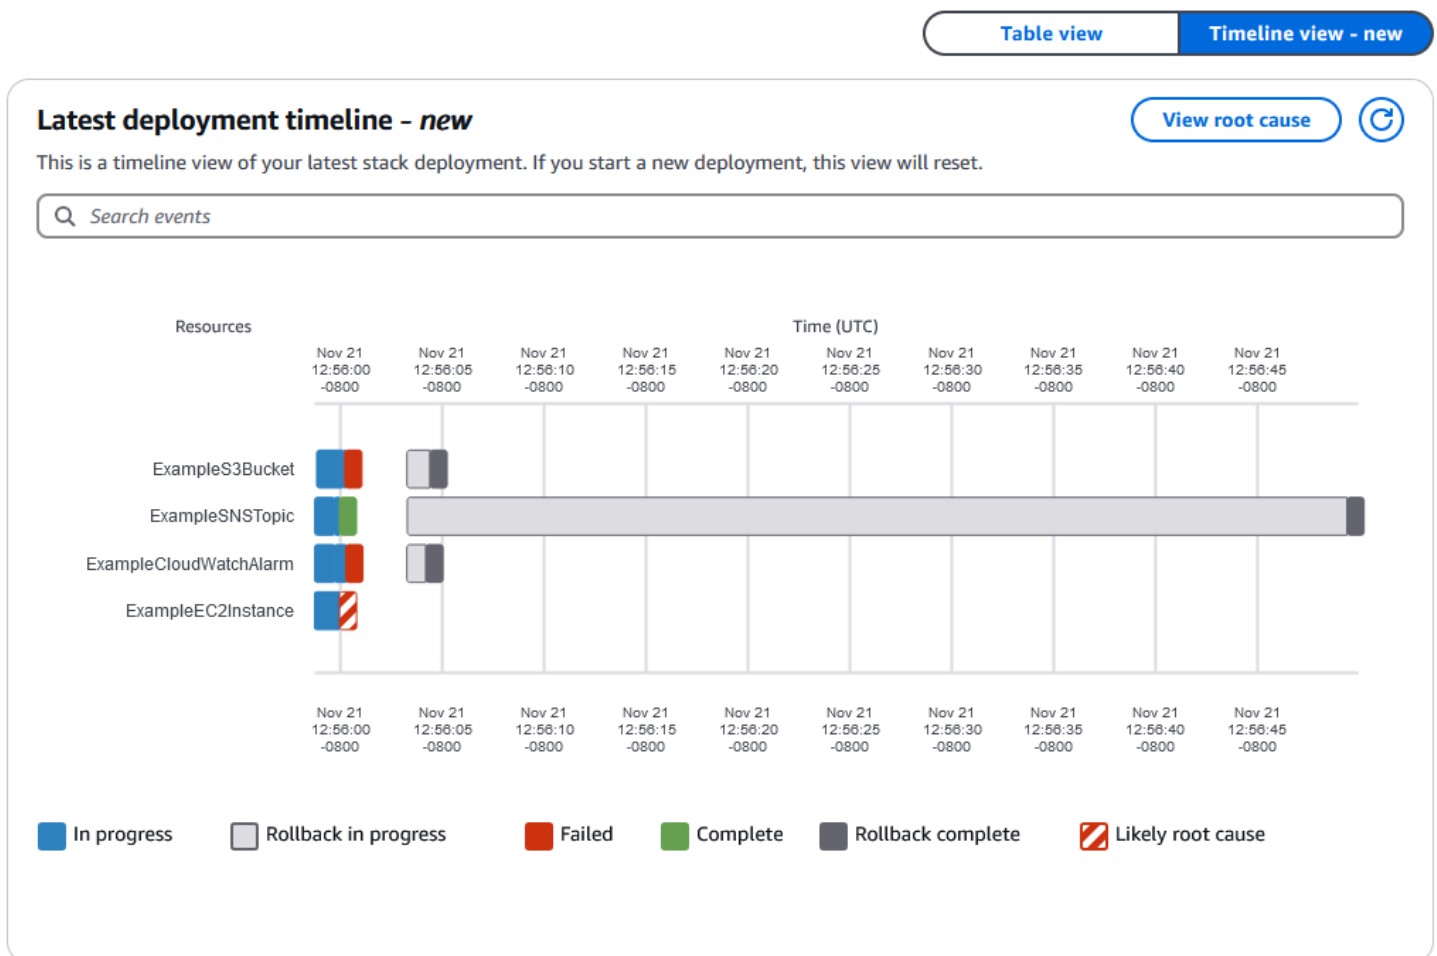 Table view
Timeline view - new
Latest deployment timeline - new
View root cause
This is a timeline view of your latest stack deployment. If you start a new deployment, this view will reset.
Search events
Resources
Time (UTC)
Nov 21 Nov 21 Nov 21 Nov 21 Nov 21 Nov 21 Nov 21 Nov 21 Nov 21 Nov 21
12:56:00 12:56:05 12:56:10 12:56:15 12:56:20 12:56:25 12:56:30 12:56:35 12:56:40 12:56:45
-0800 -0800 -0800 -0800 -0800 -0800 -0800 -0800 -0800 -0800
ExampleS3Bucket
ExampleSNSTopic
ExampleCloudWatchAlarm
ExampleEC2Instance
Nov 21 Nov 21 Nov 21 Nov 21 Nov 21 Nov 21 Nov 21 Nov 21 Nov 21 Nov 21
12:56:00 12:56:05 12:56:10 12:56:15 12:56:20 12:56:25 12:56:30 12:56:35 12:56:40 12:56:45
-0800 -0800 -0800 -0800 -0800 -0800 -0800 -0800 -0800 -0800
In progress
Rollback in progress
Failed
Complete
Rollback complete
Likely root cause